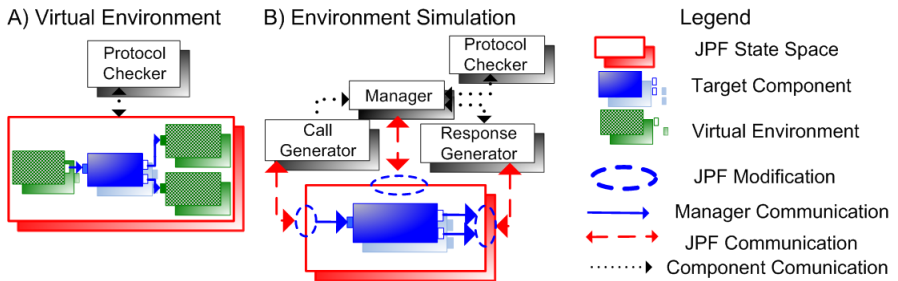 A) Virtual Environment
Protocol
Checker
B) Environment Simulation
Protocol
Checker
Manager
Call
Generator
Response
Generator
Legend
JPF State Space
Target Component
Virtual Environment
JPF Modification
Manager Communication
JPF Communication
Component Comunication